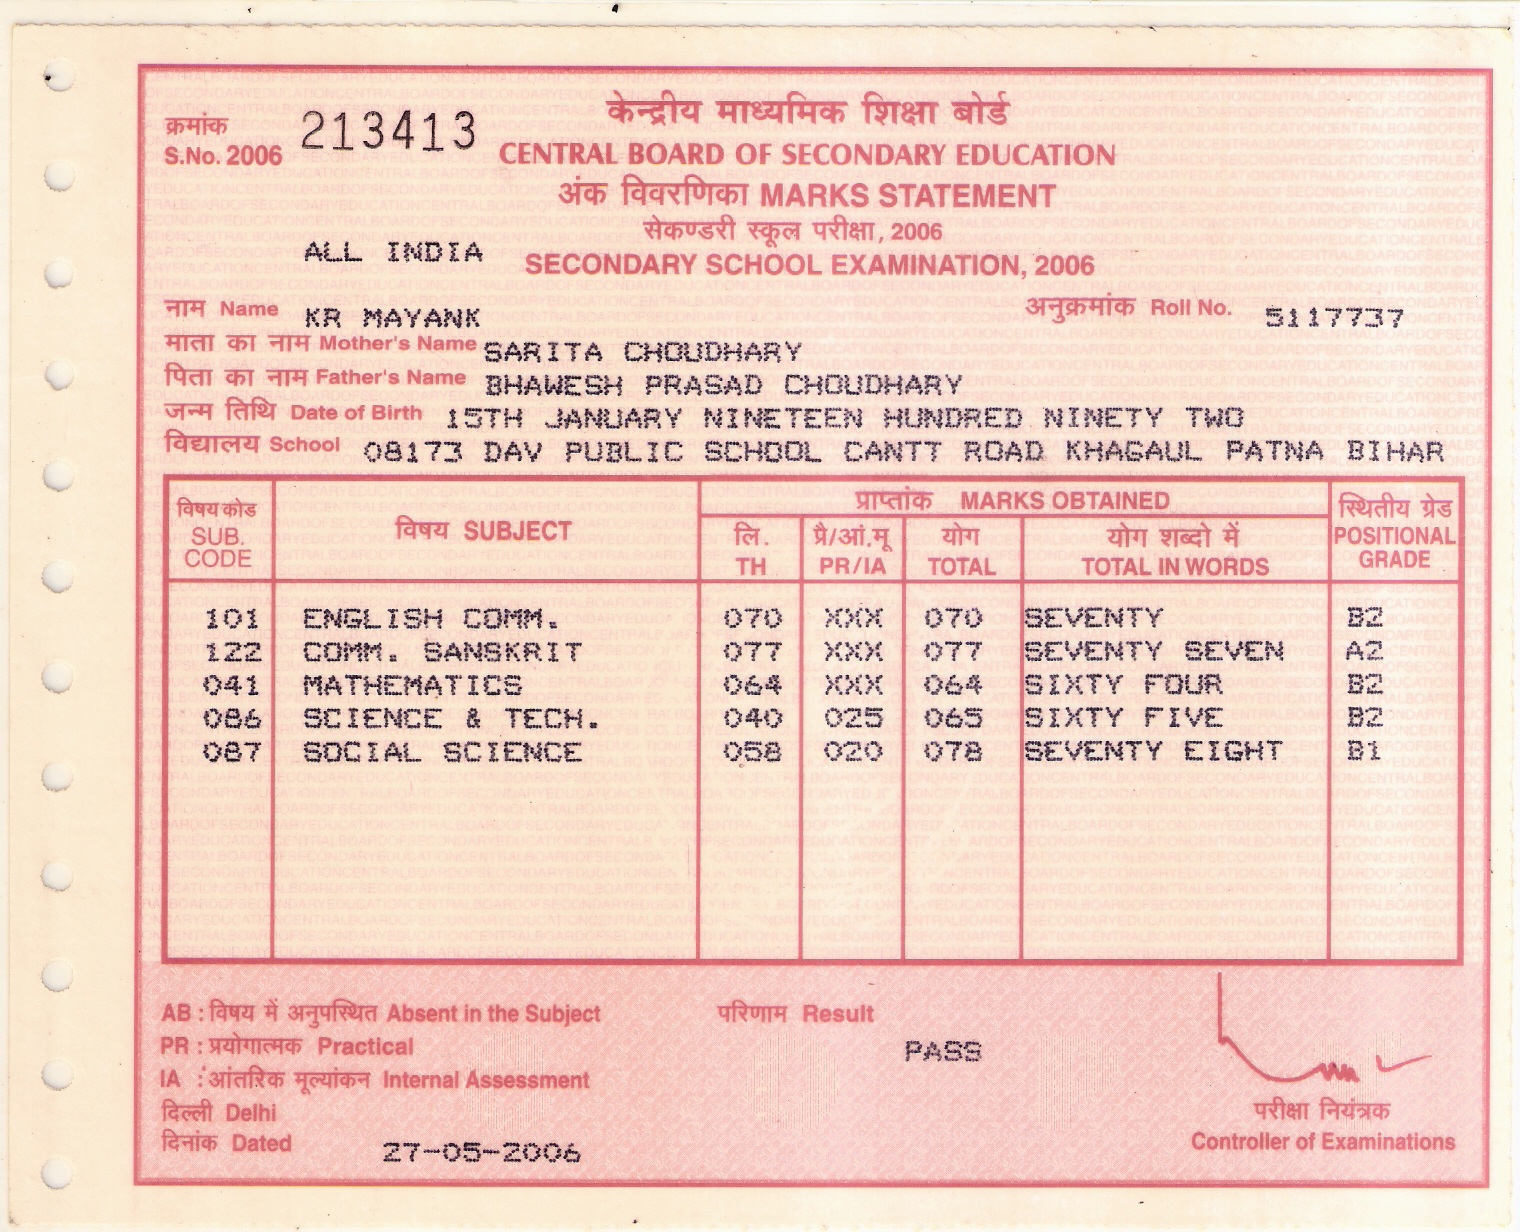 केन्द्रीय माध्यमिक शिक्षा बोर्ड
क्रमांक
S.No. 2006 213413
CENTRAL BOARD OF SECONDARY EDUCATION
अंक विवरणिका MARKS STATEMENT
सेकण्डरी स्कूल परीक्षा, 2006
ALL INDIA
SECONDARY SCHOOL EXAMINATION, 2006
नाम Name KR MAYANK अनुक्रमांक Roll No. 5117737
माता का नाम Mother's Name SARITA CHOUDHARY
पिता का नाम Father's Name BHAWESH PRASAD CHOUDHARY
जन्म तिथि Date of Birth 15TH JANUARY NINETEEN HUNDRED NINETY TWO
विद्यालय School 08173 DAV PUBLIC SCHOOL CANTT ROAD KHAGAUL PATNA BIHAR
विषय कोड SUB. CODE विषय SUBJECT प्राप्तांक MARKS OBTAINED स्थितीय ग्रेड POSITIONAL GRADE
लि. TH प्रै/आं.मू PR/IA योग TOTAL योग शब्दो में TOTAL IN WORDS
101 ENGLISH COMM. 070 XXX 070 SEVENTY B2
122 COMM. SANSKRIT 077 XXX 077 SEVENTY SEVEN A2
041 MATHEMATICS 064 XXX 064 SIXTY FOUR B2
086 SCIENCE & TECH. 040 025 065 SIXTY FIVE B2
087 SOCIAL SCIENCE 058 020 078 SEVENTY EIGHT B1
AB : विषय में अनुपस्थित Absent in the Subject परिणाम Result
PR : प्रयोगात्मक Practical PASS
IA : आंतरिक मूल्यांकन Internal Assessment
दिल्ली Delhi परीक्षा नियंत्रक
दिनांक Dated 27-05-2006 Controller of Examinations